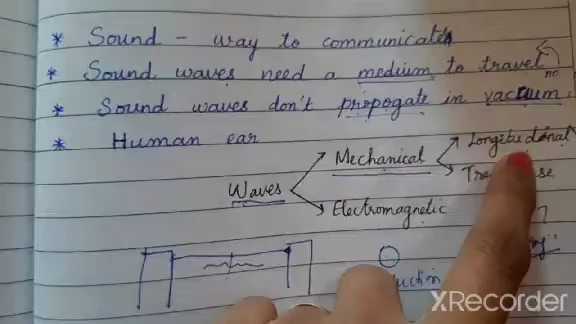 * Sound - way to communicate
* Sound waves need a medium to travel
no
* Sound waves don't propogate in vacuum.
* Human ear
Waves
Mechanical
Longitudinal
Electromagnetic
XRecorder